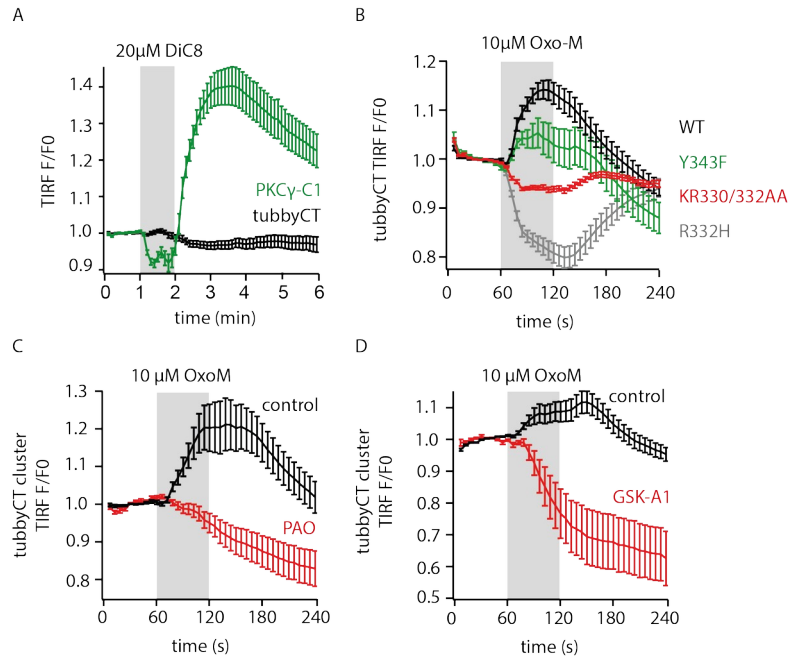 A
20µM DiC8
TIRF F/F0
1.4
1.3
1.2
1.1
1.0
0.9
PKCγ-C1
tubbyCT
0 1 2 3 4 5 6
time (min)
B
10µM Oxo-M
tubbyCT TIRF F/F0
1.2
1.1
1.0
0.9
0.8
WT
Y343F
KR330/332AA
R332H
0 60 120 180 240
time (s)
C
10 µM OxoM
tubbyCT cluster
TIRF F/F0
1.3
1.2
1.1
1.0
0.9
0.8
control
PAO
0 60 120 180 240
time (s)
D
10 µM OxoM
tubbyCT cluster
TIRF F/F0
1.1
1.0
0.9
0.8
0.7
0.6
0.5
control
GSK-A1
0 60 120 180 240
time (s)